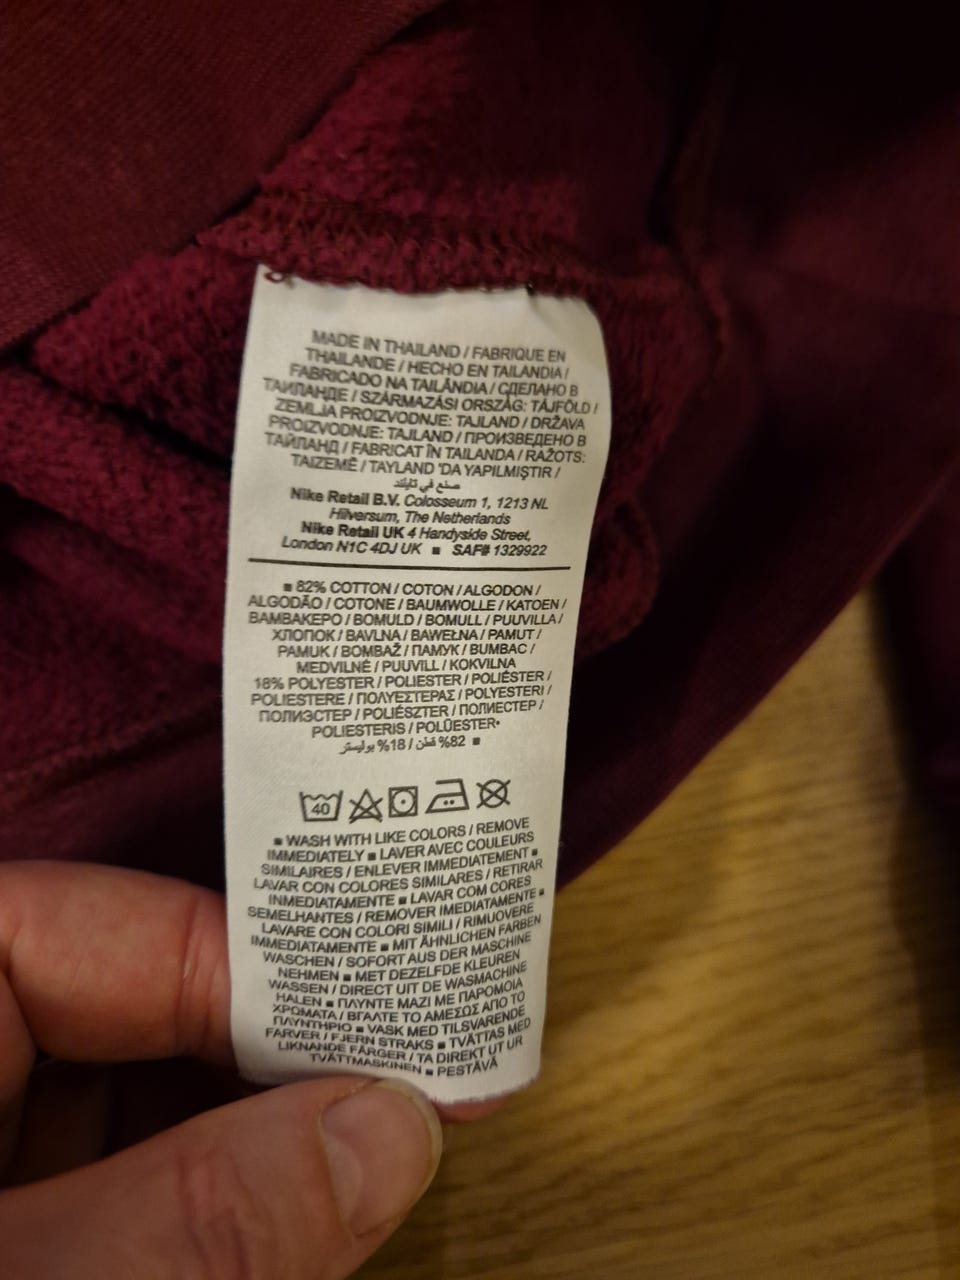 MADE IN THAILAND / FABRIQUE EN
THAILANDE / HECHO EN TAILANDIA /
FABRICADO NA TAILÂNDIA / СДЕЛАНО В
ТАИЛАНДЕ / SZÁRMAZÁSI ORSZÁG: TÁJFÖLD /
ZEMLJA PROIZVODNJE: TAJLAND / DRŽAVA
PROIZVODNJE: TAJLAND / ПРОИЗВЕДЕНО В
ТАЙЛАНД / FABRICAT ÎN TAILANDA / RAŽOTS:
TAIZEMĒ / TAYLAND 'DA YAPILMIŞTIR /
صنع في تايلند
Nike Retail B.V. Colosseum 1, 1213 NL
Hilversum, The Netherlands
Nike Retail UK 4 Handyside Street,
London N1C 4DJ UK ■ SAF# 1329922
■ 82% COTTON / COTON / ALGODON /
ALGODÃO / COTONE / BAUMWOLLE / KATOEN /
ΒΑΜΒΑΚΕΡΟ / BOMULD / BOMULL / PUUVILLA /
ХЛОПОК / BAVLNA / BAWEŁNA / PAMUT /
PAMUK / BOMBAŽ / ПАМУК / BUMBAC /
MEDVILNĖ / PUUVILL / KOKVILNA
18% POLYESTER / POLIESTER / POLIÉSTER /
POLIESTERE / ΠΟΛΥΕΣΤΕΡΑΣ / POLYESTERI /
ПОЛИЭСТЕР / POLIÉSZTER / ПОЛИЕСТЕР /
POLIESTERIS / POLÜESTER•
82% قطن / 18% بوليستر ■
40
■ WASH WITH LIKE COLORS / REMOVE
IMMEDIATELY ■ LAVER AVEC COULEURS
SIMILAIRES / ENLEVER IMMEDIATEMENT ■
LAVAR CON COLORES SIMILARES / RETIRAR
INMEDIATAMENTE ■ LAVAR COM CORES
SEMELHANTES / REMOVER IMEDIATAMENTE ■
LAVARE CON COLORI SIMILI / RIMUOVERE
IMMEDIATAMENTE ■ MIT ÄHNLICHEN FARBEN
WASCHEN / SOFORT AUS DER MASCHINE
NEHMEN ■ MET DEZELFDE KLEUREN
WASSEN / DIRECT UIT DE WASMACHINE
HALEN ■ ΠΛΥΝΤΕ ΜΑΖΙ ΜΕ ΠΑΡΟΜΟΙΑ
ΧΡΩΜΑΤΑ / ΒΓΑΛΤΕ ΤΟ ΑΜΕΣΩΣ ΑΠΟ ΤΟ
ΠΛΥΝΤΗΡΙΟ ■ VASK MED TILSVARENDE
FARVER / FJERN STRAKS ■ TVÄTTAS MED
LIKNANDE FÄRGER / TA DIREKT UT UR
TVÄTTMASKINEN ■ PESTÄVÄ